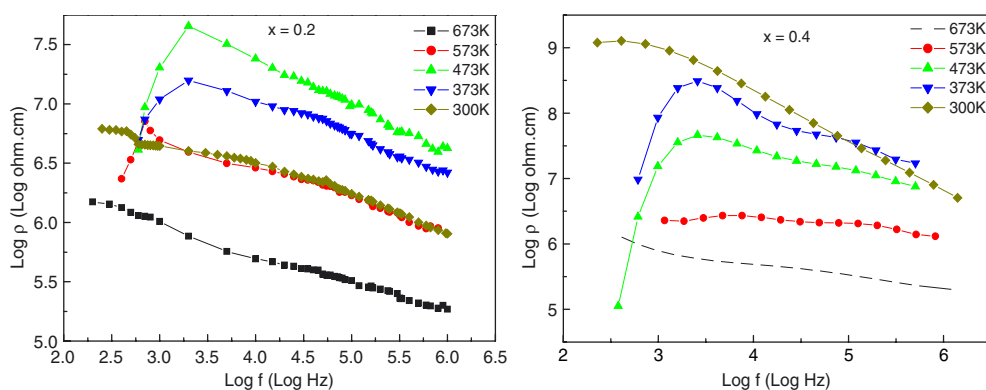 x = 0.2
673K
573K
473K
373K
300K
7.5
7.0
6.5
6.0
5.5
5.0
Log ρ (Log ohm.cm)
2.0 2.5 3.0 3.5 4.0 4.5 5.0 5.5 6.0 6.5
Log f (Log Hz)
x = 0.4
673K
573K
473K
373K
300K
9
8
7
6
5
Log ρ (Log ohm.cm)
2 3 4 5 6
Log f (Log Hz)